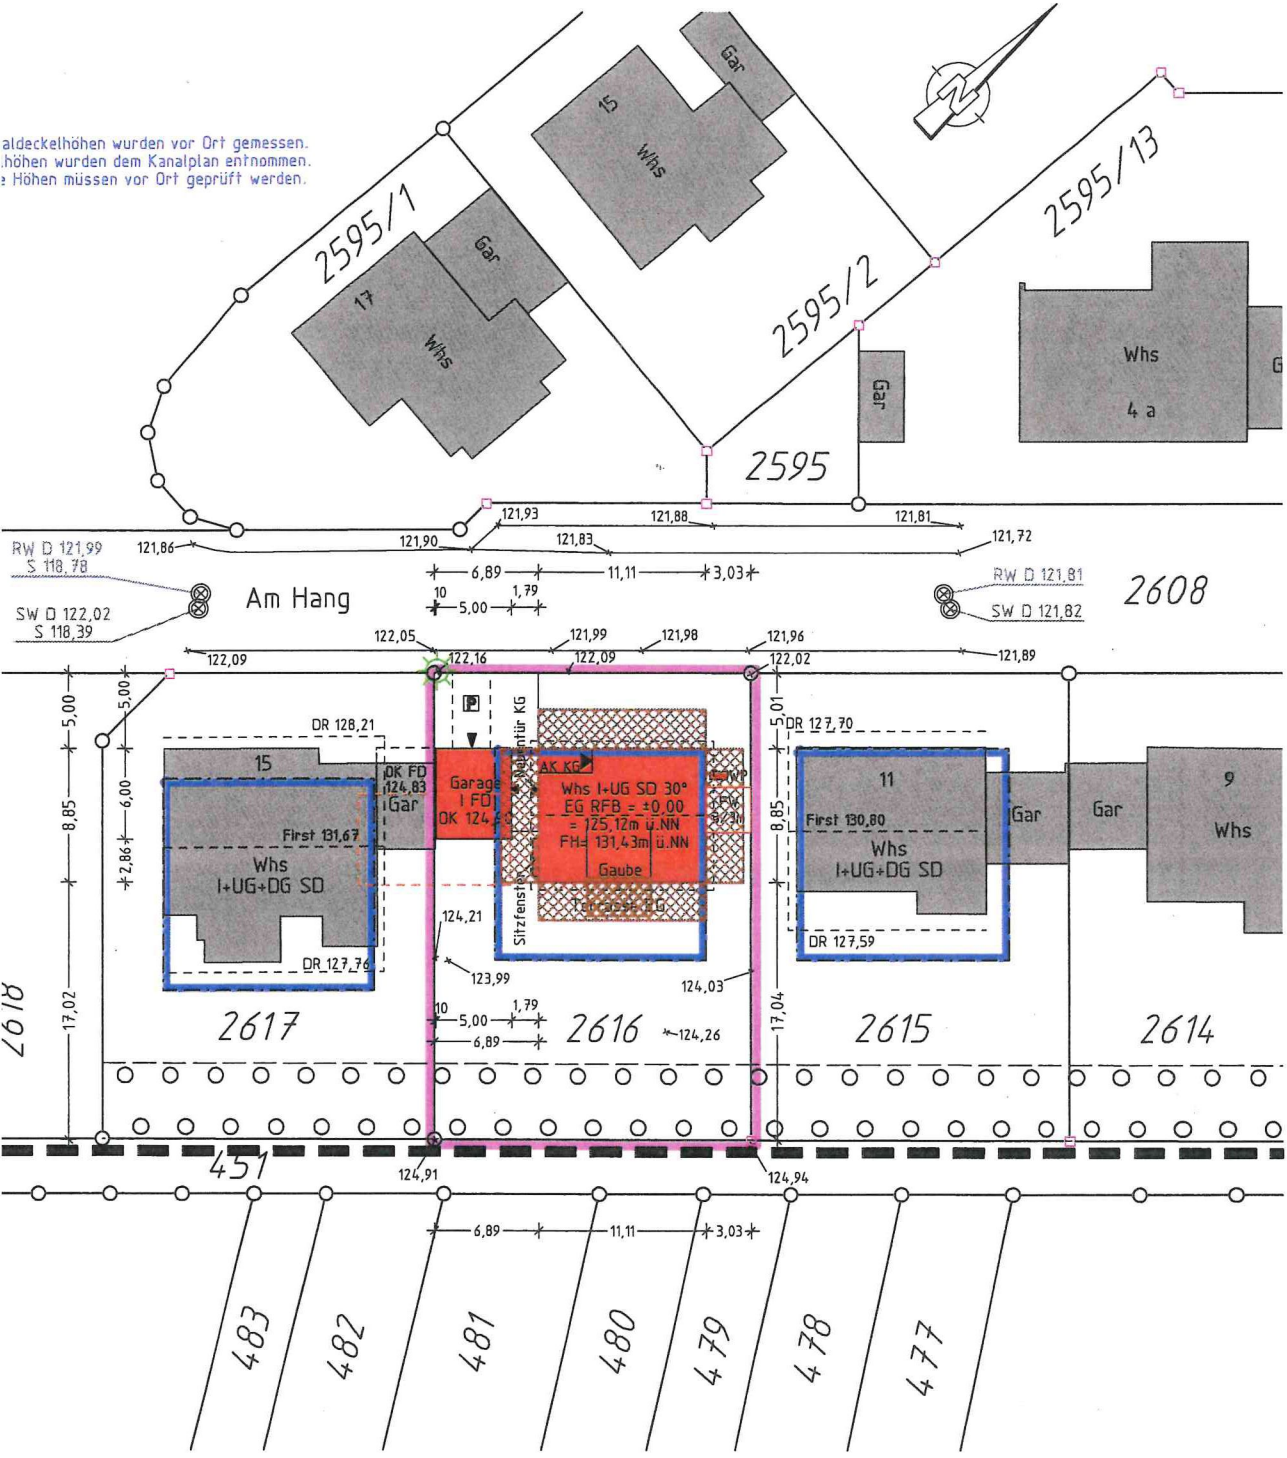 Gar
15
Whs
aldeckelhöhen wurden vor Ort gemessen.
höhen wurden dem Kanalplan entnommen.
Höhen müssen vor Ort geprüft werden.
N
2595/1
2595/13
17
Gar
Whs
2595/2
Whs
4 a
G
Gar
2595
121,93
121,88
121,81
121,86
121,90
121,83
121,72
RW D 121,99
S 118,78
SW D 122,02
S 118,39
Am Hang
6,89
11,11
3,03
10
5,00
1,79
RW D 121,81
SW D 121,82
2608
122,05
121,99
121,98
121,96
122,09
122,16
122,09
122,02
121,89
5,00
5,00
5,01
P
Nebentür KG
DR 128,21
DR 127,70
15
OK FD
124,83
Gar
Garage
I FD
OK 124,
AK KG
Whs I+UG SD 30°
EG RFB = ±0,00
= 125,12m ü.NN
FH= 131,43m ü.NN
Gaube
WP
8,85
6,00
2,86
8,85
First 131,67
Whs
I+UG+DG SD
11
First 130,80
Whs
I+UG+DG SD
Gar
Gar
9
Whs
Terrasse EG
Sitzfenster
124,21
DR 127,76
DR 127,59
123,99
124,03
2618
17,02
2617
10
5,00
1,79
6,89
2616
124,26
17,04
2615
2614
451
124,91
124,94
6,89
11,11
3,03
483
482
481
480
479
478
477